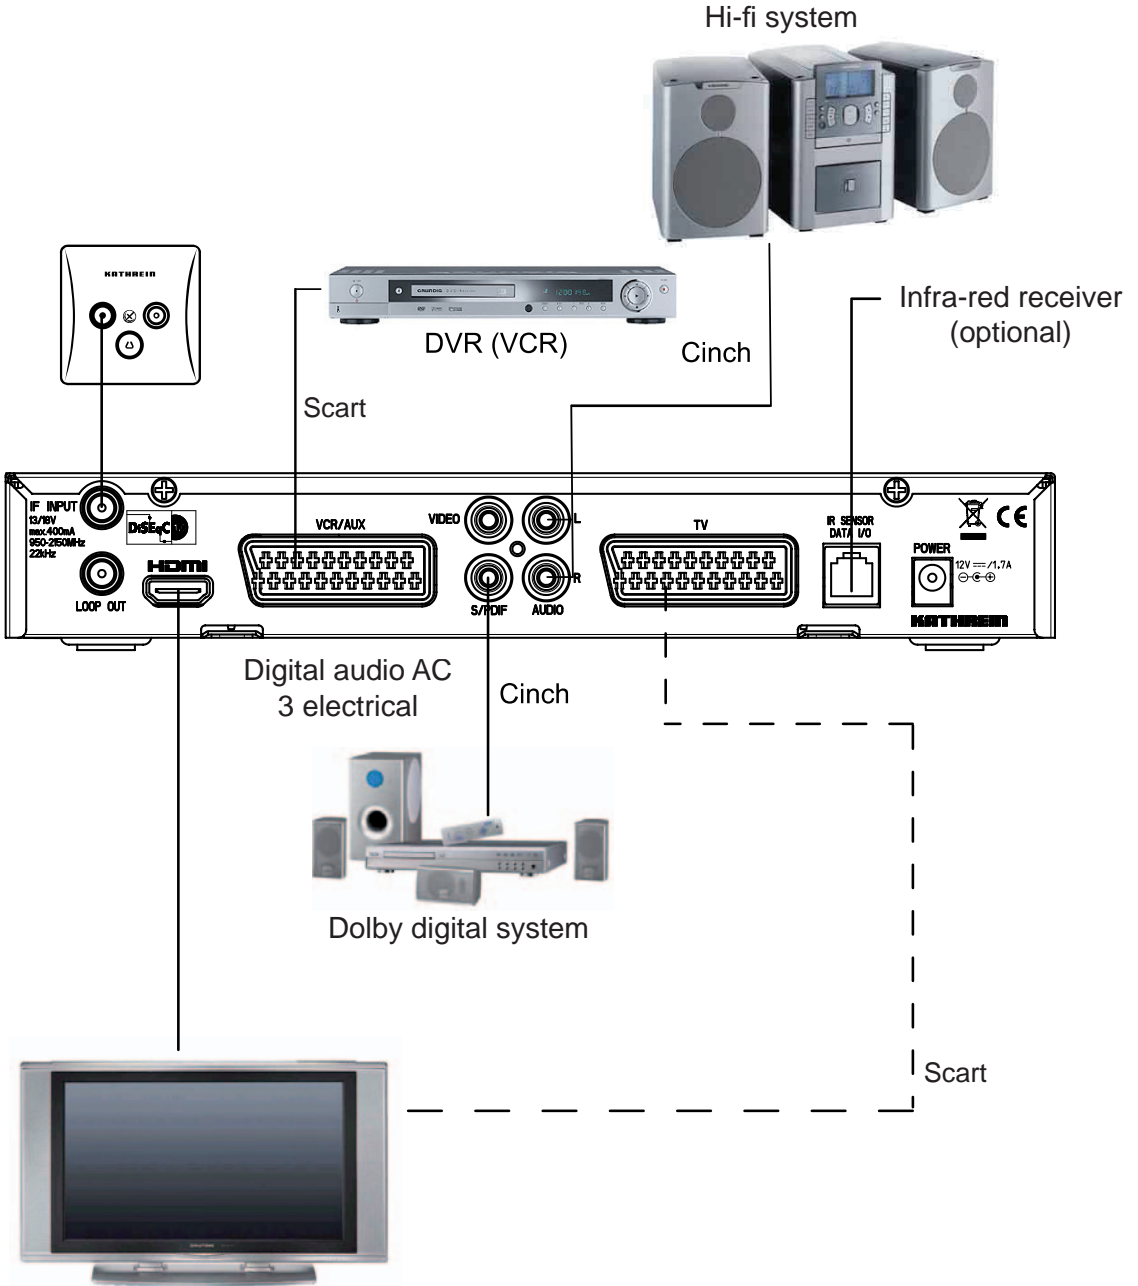 Hi-fi system
KATHREIN
GRUNDIG
DVR (VCR)
Cinch
Infra-red receiver
(optional)
Scart
IF INPUT
13/18V
max.400mA
950-2150MHz
22kHz
DiSEqC
VCR/AUX
VIDEO
L
TV
IR SENSOR
DATA I/O
POWER
12V /1.7A
CE
HDMI
LOOP OUT
S/PDIF
R
AUDIO
KATHREIN
Digital audio AC
3 electrical
Cinch
Dolby digital system
Scart